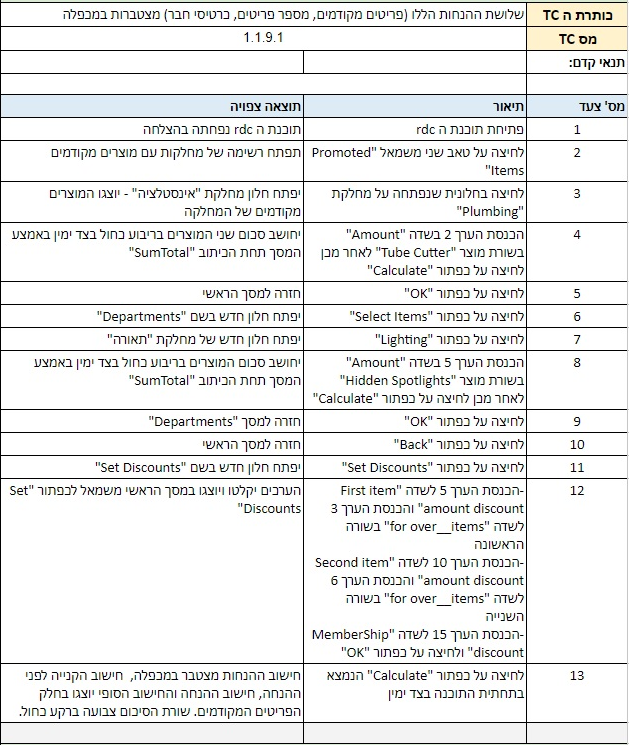 כותרת ה TC שלושת ההנחות הללו (פריטים מקודמים, מספר פריטים, כרטיסי חבר) מצטברות במכפלה
מס TC 1.1.9.1
תנאי קדם:
מס' צעד תיאור תוצאה צפויה
1 פתיחת תוכנת ה rdc תוכנת ה rdc נפתחה בהצלחה
2 לחיצה על טאב שני משמאל "Promoted תפתח רשימה של מחלקות עם מוצרים מקודמים
Items"
3 לחיצה בחלונית שנפתחה על מחלקת יפתח חלון מחלקת "אינסטלציה" - יוצגו המוצרים
"Plumbing" מקודמים של המחלקה
4 הכנסת הערך 2 בשדה "Amount" יחושב סכום שני המוצרים בריבוע כחול בצד ימין באמצע
בשורת מוצר "Tube Cutter" לאחר מכן המסך תחת הכיתוב "SumTotal"
לחיצה על כפתור "Calculate"
5 לחיצה על כפתור "OK" חזרה למסך הראשי
6 לחיצה על כפתור "Select Items" יפתח חלון חדש בשם "Departments"
7 לחיצה על כפתור "Lighting" יפתח חלון חדש של מחלקת "תאורה"
8 הכנסת הערך 5 בשדה "Amount" יחושב סכום המוצרים בריבוע כחול בצד ימין באמצע
בשורת מוצר "Hidden Spotlights" המסך תחת הכיתוב "SumTotal"
לאחר מכן לחיצה על כפתור "Calculate"
9 לחיצה על כפתור "OK" חזרה למסך "Departments"
10 לחיצה על כפתור "Back" חזרה למסך הראשי
11 לחיצה על כפתור "Set Discounts" יפתח חלון חדש בשם "Set Discounts"
12 -הכנסת הערך 5 לשדה "First item הערכים יקלטו ויוצגו במסך הראשי משמאל לכפתור "Set
amount discount" והכנסת הערך 3 Discounts"
לשדה "for over__items" בשורה
הראשונה
-הכנסת הערך 10 לשדה "Second item
amount discount" והכנסת הערך 6
לשדה "for over__items" בשורה
השנייה
-הכנסת הערך 15 לשדה "MemberShip
discount" ולחיצה על כפתור "OK"
13 לחיצה על כפתור "Calculate" הנמצא חישוב ההנחות מצטבר במכפלה, חישוב הקנייה לפני
בתחתית התוכנה בצד ימין ההנחה, חישוב ההנחה והחישוב הסופי יוצגו בחלק
הפריטים המקודמים. שורת הסיכום צבועה ברקע כחול.